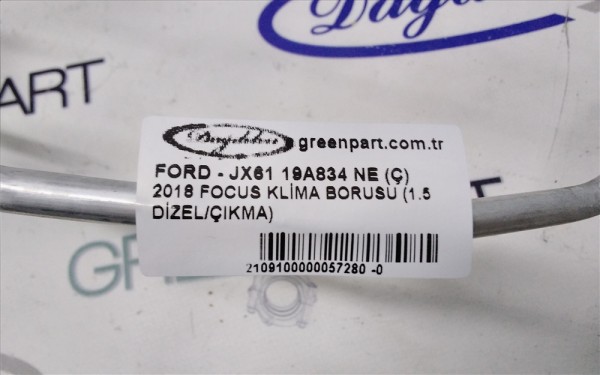 ART
greenpart.com.tr
FORD - JX61 19A834 NE (Ç)
2018 FOCUS KLİMA BORUSU (1.5
DİZEL/ÇIKMA)
2109100000057280 -0